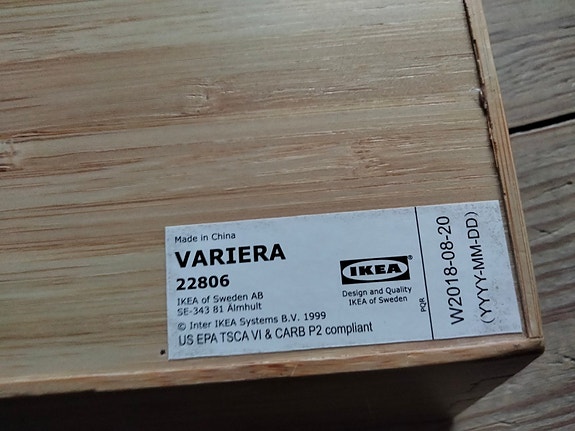 Made in China
VARIERA
22806
IKEA of Sweden AB
SE-343 81 Älmhult
© Inter IKEA Systems B.V. 1999
US EPA TSCA VI & CARB P2 compliant
IKEA®
Design and Quality
IKEA of Sweden
PQR
W2018-08-20
(YYYY-MM-DD)